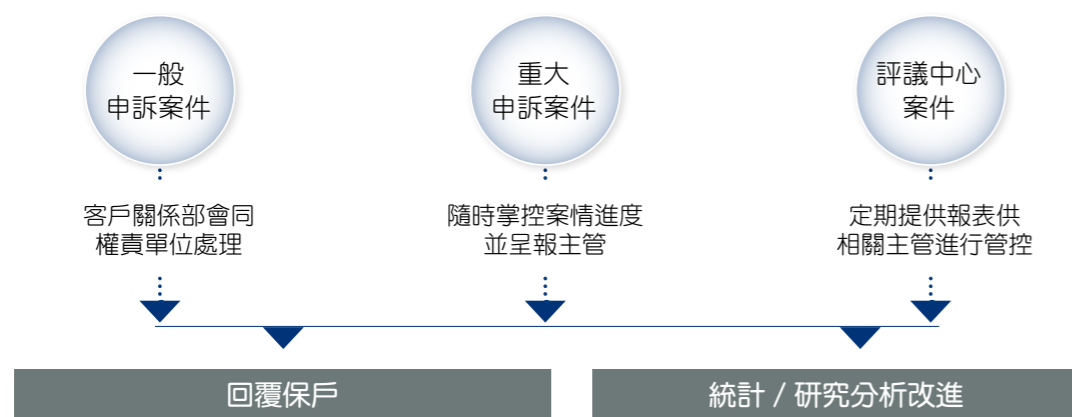 一般
申訴案件
重大
申訴案件
評議中心
案件
客戶關係部會同
權責單位處理
隨時掌控案情進度
並呈報主管
定期提供報表供
相關主管進行管控
回覆保戶
統計 / 研究分析改進